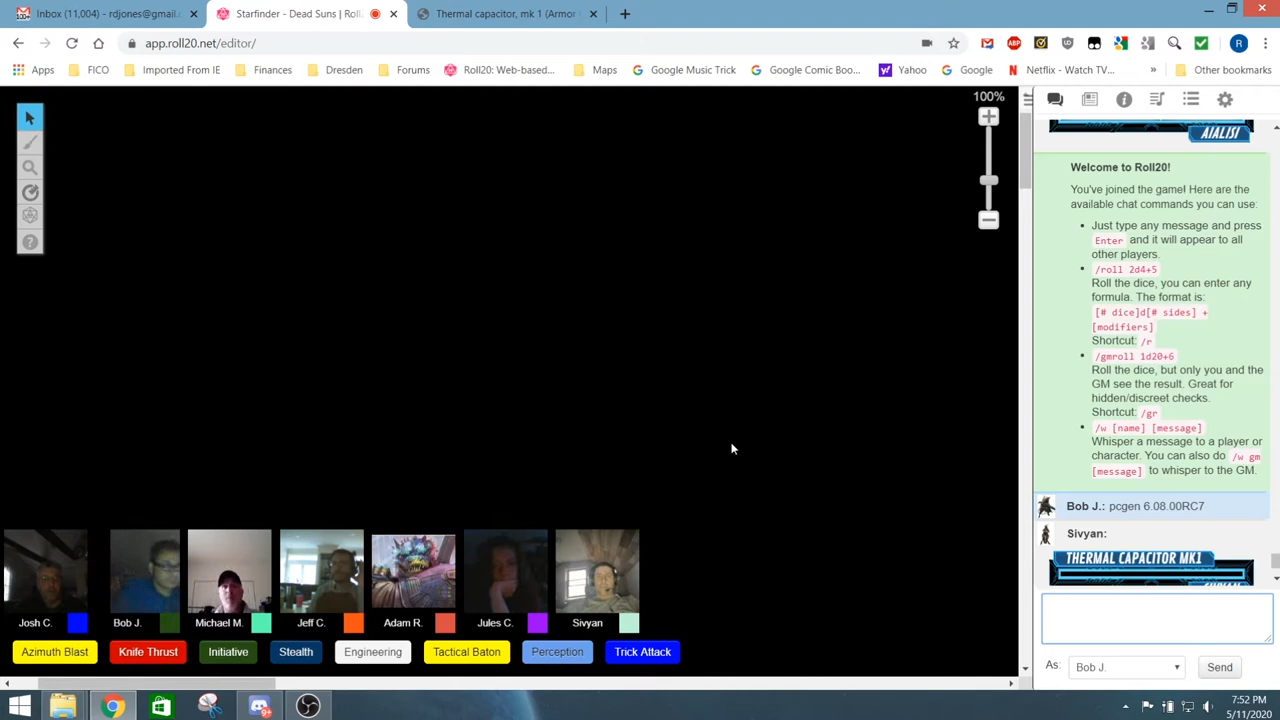 Inbox (11,004) - rdjones@gmail.c
Starfinder - Dead Suns | Roll
Thermal capacitor, mk 1 (Armor
app.roll20.net/editor/
Apps
FICO
Imported From IE
Finances
Dresden
Forums
Roll20: Web-based...
Maps
Google Music Trick
Google Comic Boo...
Yahoo
Google
Netflix - Watch TV...
»
Other bookmarks
100%
AIALISI
Welcome to Roll20!
You've joined the game! Here are the
available chat commands you can use:
• Just type any message and press
Enter and it will appear to all
other players.
• /roll 2d4+5
Roll the dice, you can enter any
formula. The format is:
[# dice]d[# sides] +
[modifiers]
Shortcut: /r
• /gmroll 1d20+6
Roll the dice, but only you and the
GM see the result. Great for
hidden/discreet checks.
Shortcut: /gr
• /w [name] [message]
Whisper a message to a player or
character. You can also do /w gm
[message] to whisper to the GM.
Bob J.: pcgen 6.08.00RC7
Sivyan:
THERMAL CAPACITOR MK1
Josh C.
Bob J.
Michael M.
Jeff C.
Adam R.
Jules C.
Sivyan
Azimuth Blast
Knife Thrust
Initiative
Stealth
Engineering
Tactical Baton
Perception
Trick Attack
As:
Bob J.
Send
7:52 PM
5/11/2020